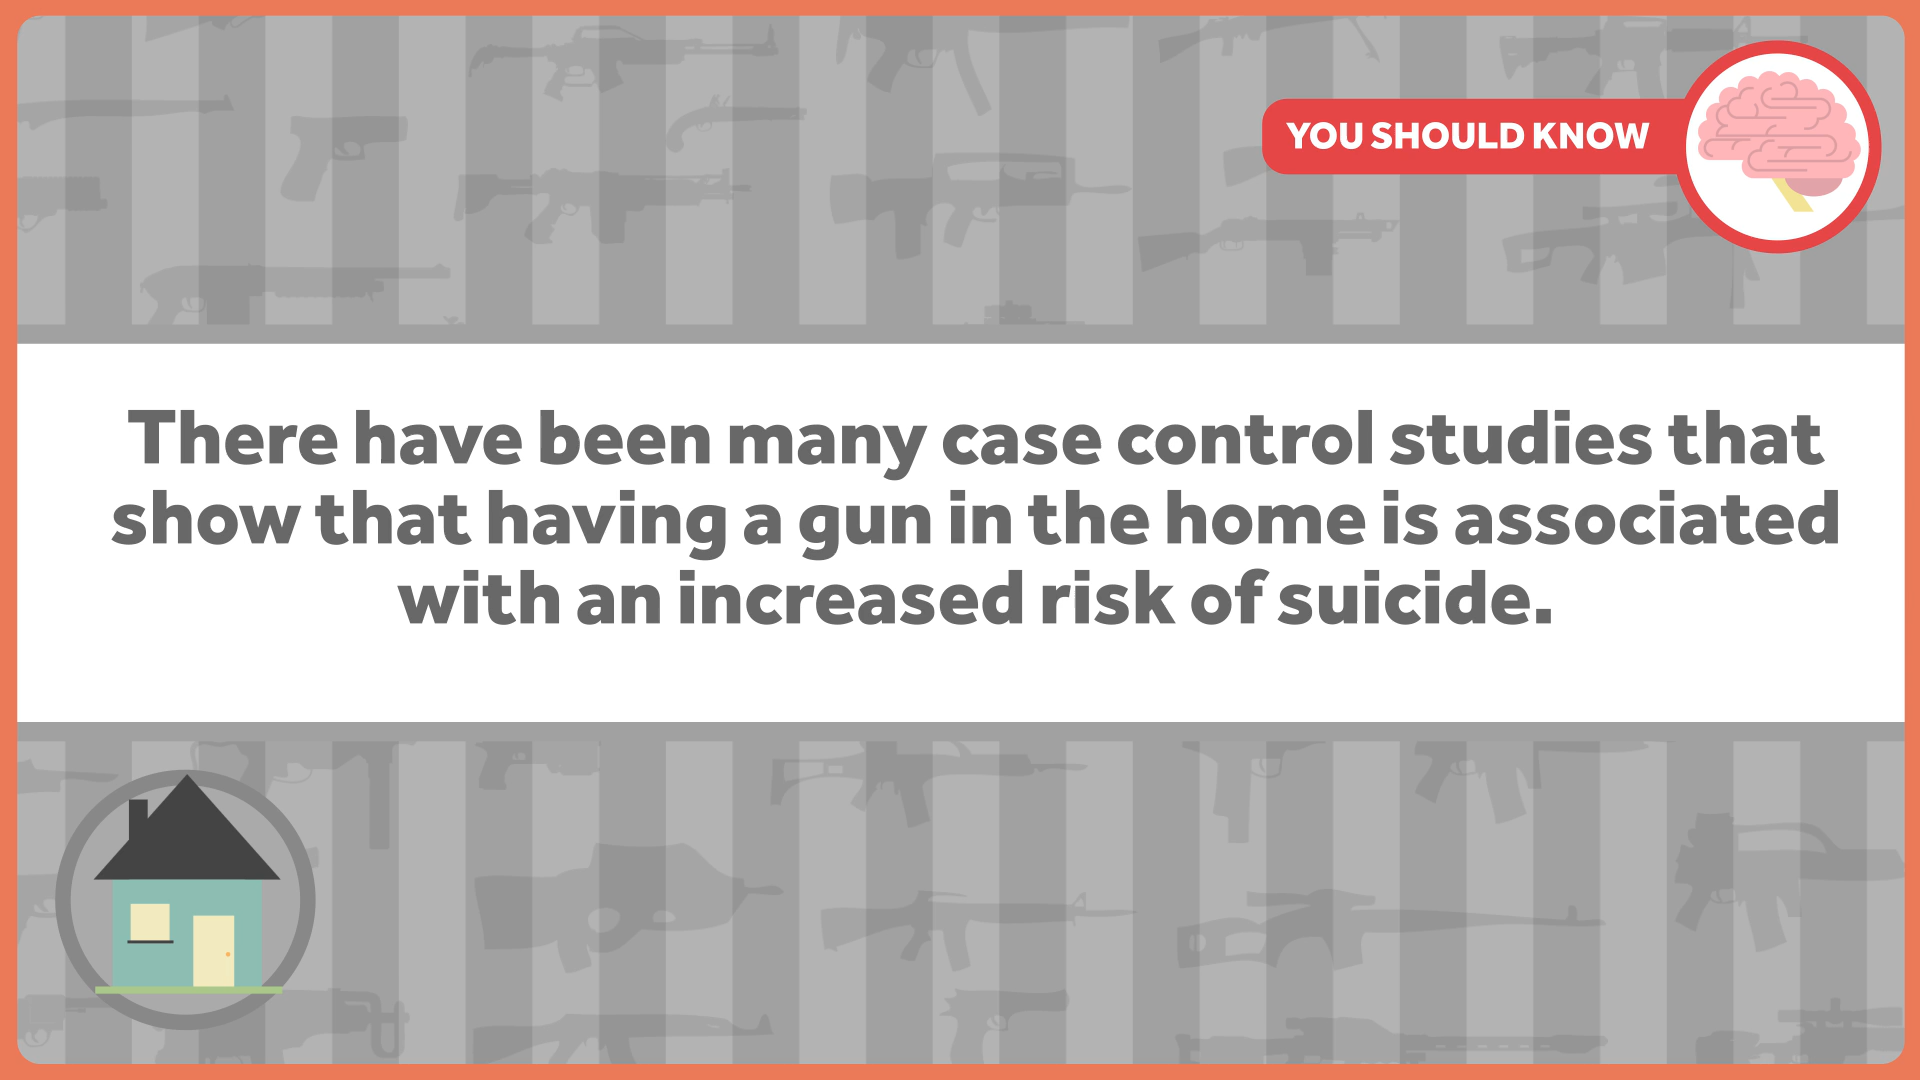 YOU SHOULD KNOW
There have been many case control studies that
show that having a gun in the home is associated
with an increased risk of suicide.